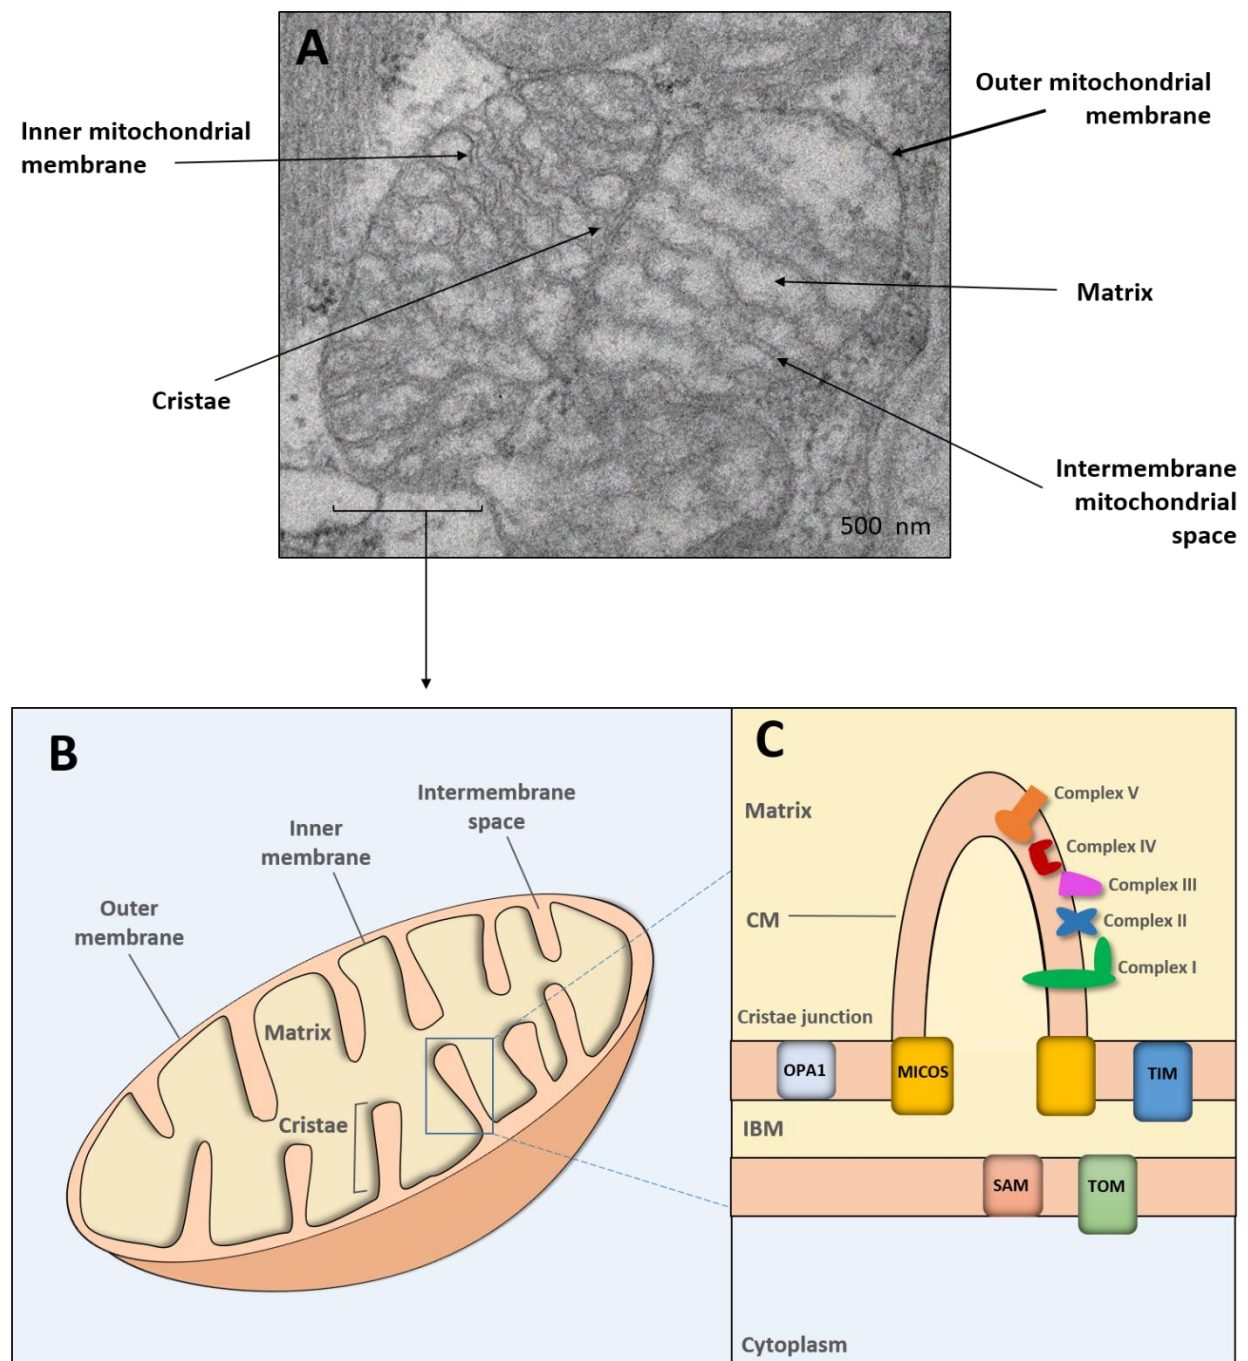 A
Outer mitochondrial
membrane
Inner mitochondrial
membrane
Matrix
Cristae
Intermembrane
mitochondrial
space
500 nm
B
Intermembrane
space
Inner
membrane
Outer
membrane
Matrix
Cristae
C
Complex V
Matrix
Complex IV
Complex III
CM
Complex II
Complex I
Cristae junction
OPA1
MICOS
TIM
IBM
SAM
TOM
Cytoplasm